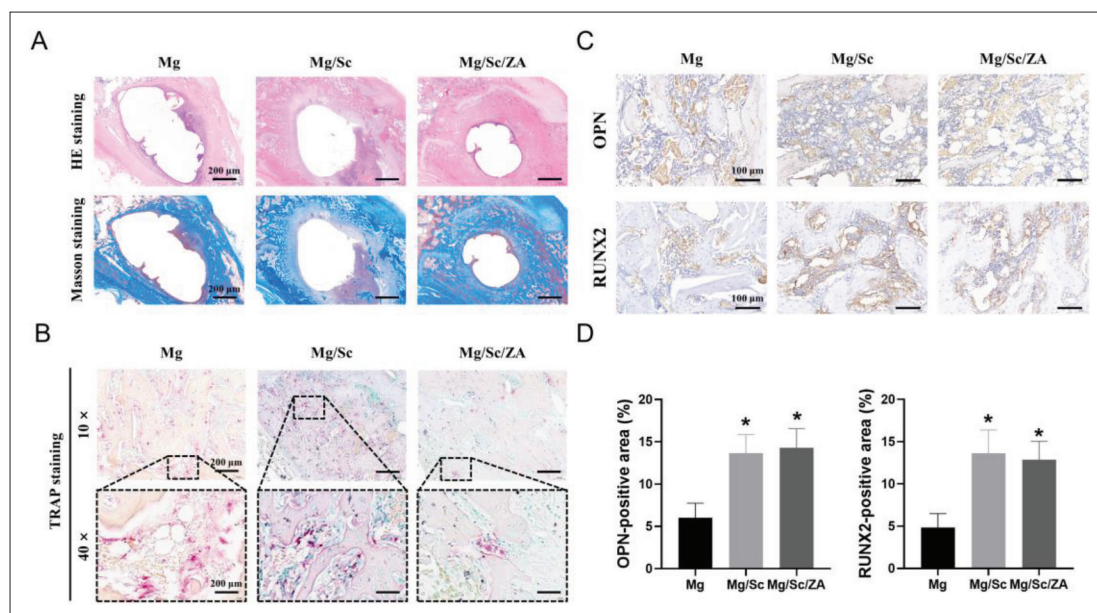 A
Mg
Mg/Sc
Mg/Sc/ZA
HE staining
200 μm
Masson staining
200 μm
B
Mg
Mg/Sc
Mg/Sc/ZA
TRAP staining
10 ×
200 μm
40 ×
200 μm
C
Mg
Mg/Sc
Mg/Sc/ZA
OPN
100 μm
RUNX2
100 μm
D
OPN-positive area (%)
20
15
10
5
0
*
*
Mg
Mg/Sc
Mg/Sc/ZA
RUNX2-positive area (%)
20
15
10
5
0
*
*
Mg
Mg/Sc
Mg/Sc/ZA